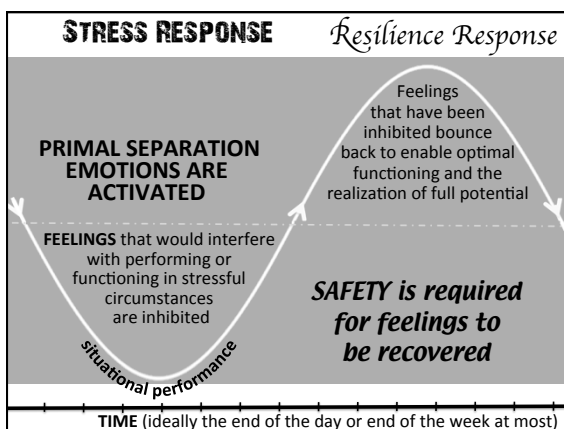 STRESS RESPONSE
Resilience Response
PRIMAL SEPARATION
EMOTIONS ARE
ACTIVATED
FEELINGS that would interfere
with performing or
functioning in stressful
circumstances
are inhibited
situational performance
Feelings
that have been
inhibited bounce
back to enable optimal
functioning and the
realization of full potential
SAFETY is required
for feelings to
be recovered
TIME (ideally the end of the day or end of the week at most)